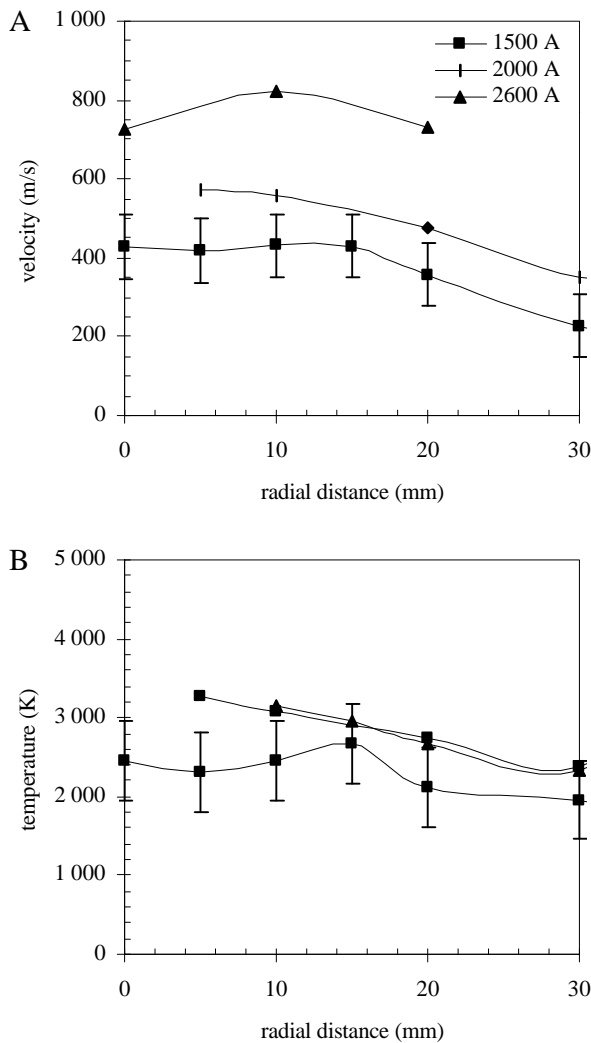 A
1 000
800
600
400
200
0
velocity (m/s)
1500 A
2000 A
2600 A
0 10 20 30
radial distance (mm)
B
5 000
4 000
3 000
2 000
1 000
0
temperature (K)
0 10 20 30
radial distance (mm)